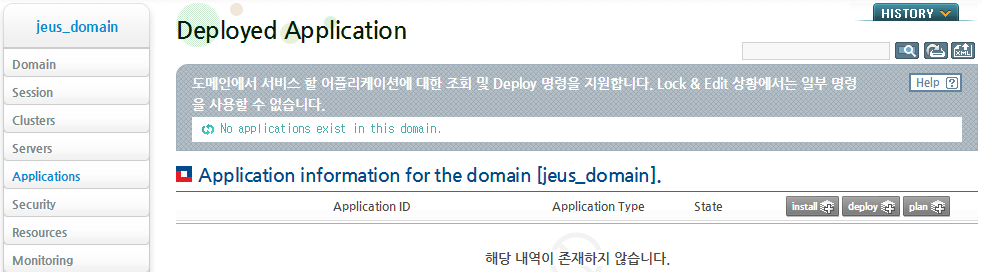 HISTORY
jeus_domain
Domain
Session
Clusters
Servers
Applications
Security
Resources
Monitoring
Deployed Application
XML
도메인에서 서비스 할 어플리케이션에 대한 조회 및 Deploy 명령을 지원합니다. Lock & Edit 상황에서는 일부 명령
을 사용할 수 없습니다.
Help ?
No applications exist in this domain.
Application information for the domain [jeus_domain].
Application ID Application Type State install deploy plan
해당 내역이 존재하지 않습니다.